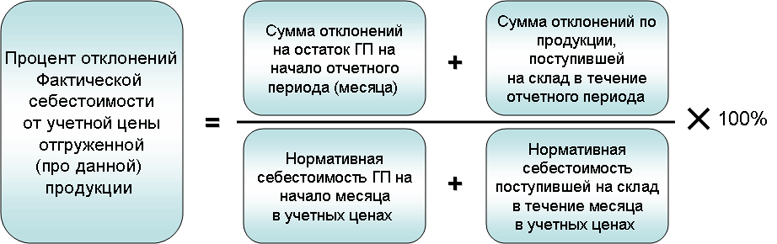 Процент отклонений
Фактической
себестоимости
от учетной цены
отгруженной
(про данной)
продукции
=
Сумма отклонений
на остаток ГП на
начало отчетного
периода (месяца)
+
Сумма отклонений по
продукции,
поступившей
на склад в течение
отчетного периода
Нормативная
себестоимость ГП на
начало месяца
в учетных ценах
+
Нормативная
себестоимость
поступившей на склад
в течение месяца
в учетных ценах
× 100%